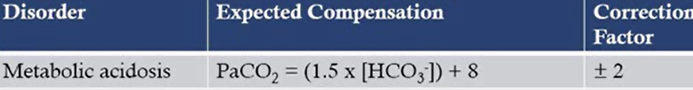 Disorder Expected Compensation Correction
Factor
Metabolic acidosis PaCO₂ = (1.5 x [HCO₃⁻]) + 8 ± 2